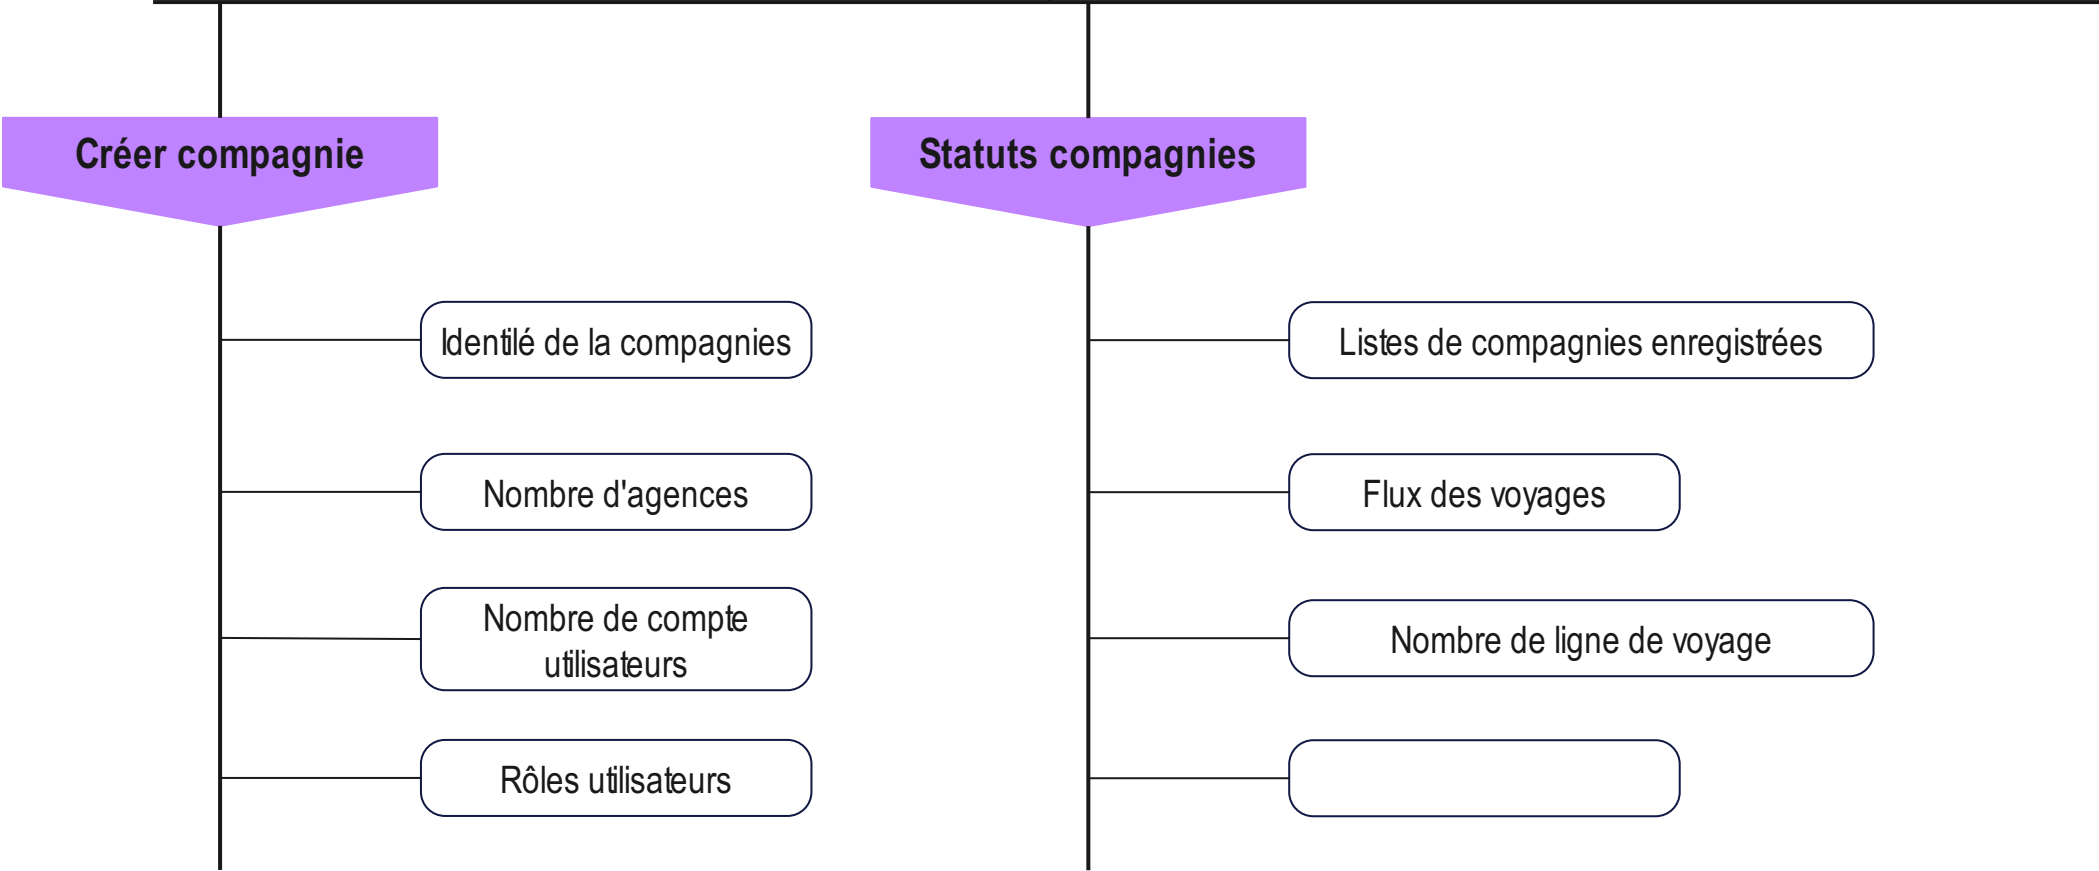 Créer compagnie
Identilé de la compagnies
Nombre d'agences
Nombre de compte
utilisateurs
Rôles utilisateurs
Statuts compagnies
Listes de compagnies enregistrées
Flux des voyages
Nombre de ligne de voyage